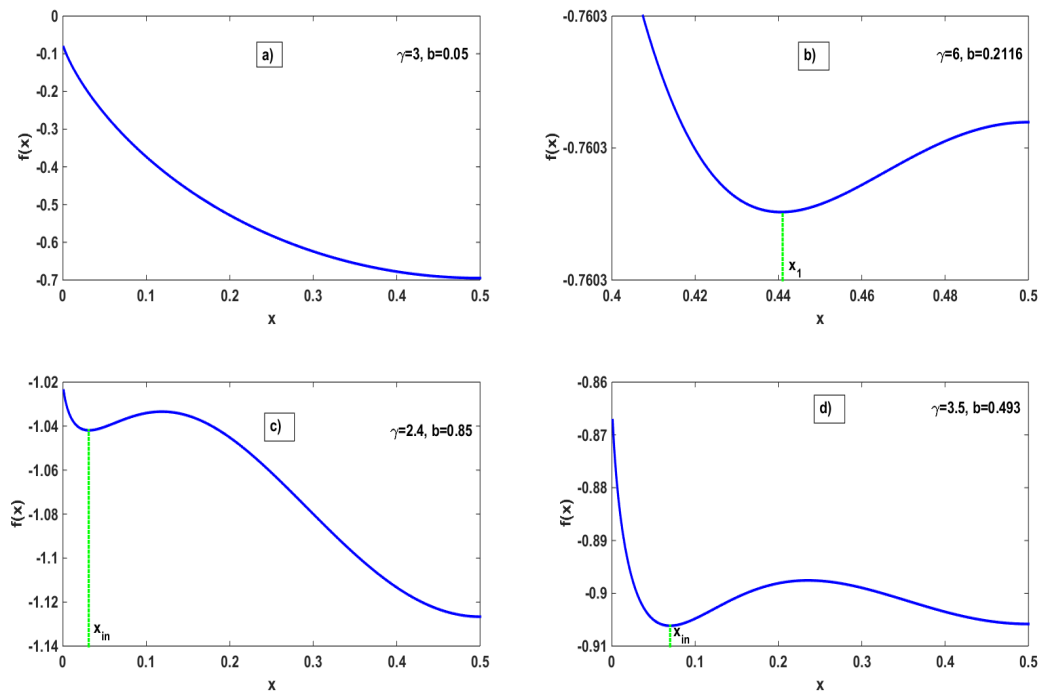 a)
γ=3, b=0.05
f(x)
0
-0.1
-0.2
-0.3
-0.4
-0.5
-0.6
-0.7
0 0.1 0.2 0.3 0.4 0.5
x
b)
γ=6, b=0.2116
f(x)
-0.7603
-0.7603
-0.7603
x1
0.4 0.42 0.44 0.46 0.48 0.5
x
c)
γ=2.4, b=0.85
f(x)
-1.02
-1.04
-1.06
-1.08
-1.1
-1.12
-1.14
xin
0 0.1 0.2 0.3 0.4 0.5
x
d)
γ=3.5, b=0.493
f(x)
-0.86
-0.87
-0.88
-0.89
-0.9
-0.91
xin
0 0.1 0.2 0.3 0.4 0.5
x